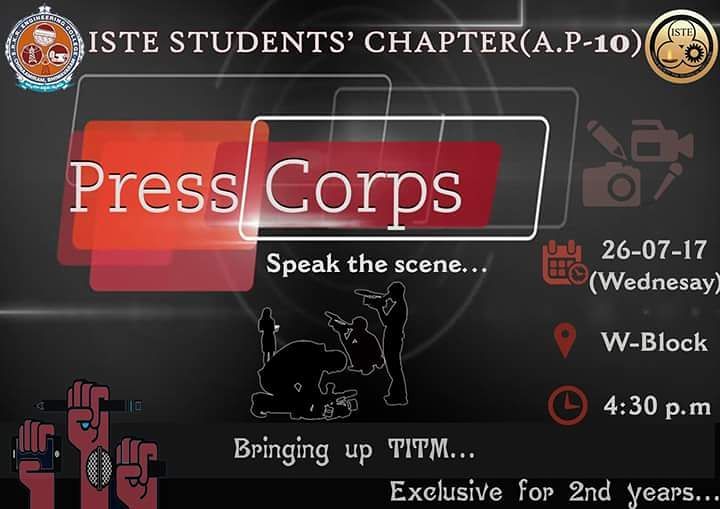 ISTE STUDENTS' CHAPTER(A.P-10)
ISTE
Press Corps
Speak the scene...
26-07-17
(Wednesay)
W-Block
4:30 p.m
Bringing up TITM...
Exclusive for 2nd years...